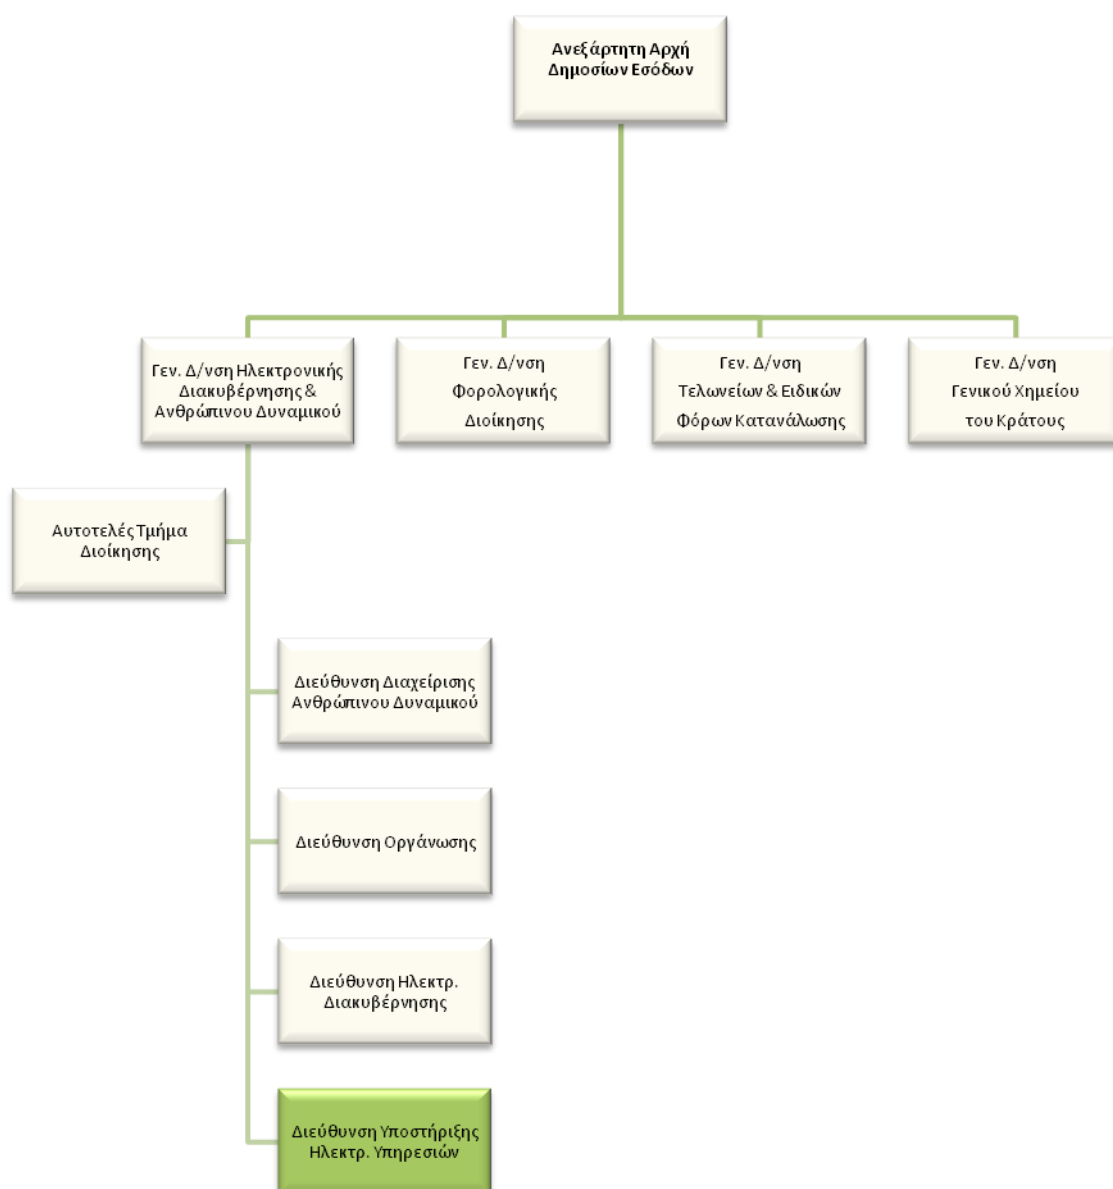 Ανεξάρτητη Αρχή
Δημοσίων Εσόδων
Γεν. Δ/νση Ηλεκτρονικής
Διακυβέρνησης &
Ανθρώπινου Δυναμικού
Γεν. Δ/νση
Φορολογικής
Διοίκησης
Γεν. Δ/νση
Τελωνείων & Ειδικών
Φόρων Κατανάλωσης
Γεν. Δ/νση
Γενικού Χημείου
του Κράτους
Αυτοτελές Τμήμα
Διοίκησης
Διεύθυνση Διαχείρισης
Ανθρώπινου Δυναμικού
Διεύθυνση Οργάνωσης
Διεύθυνση Ηλεκτρ.
Διακυβέρνησης
Διεύθυνση Υποστήριξης
Ηλεκτρ. Υπηρεσιών